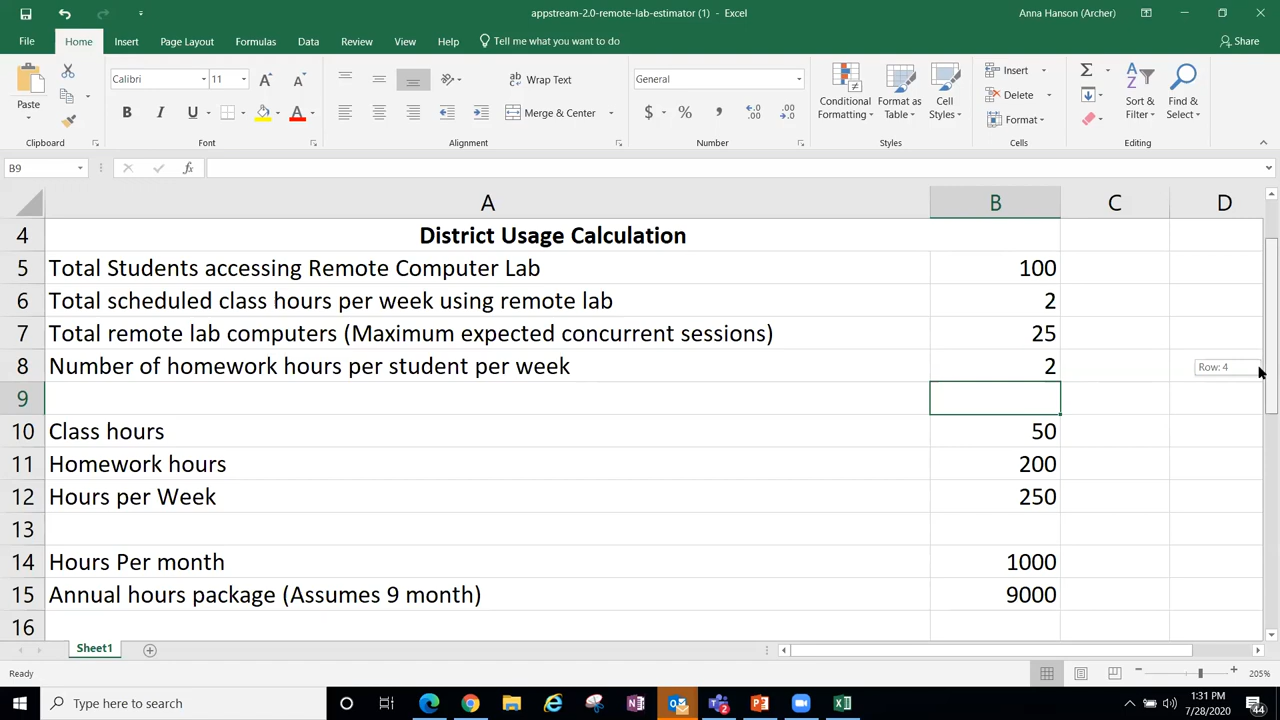 appstream-2.0-remote-lab-estimator (1) - Excel
Anna Hanson (Archer)
File Home Insert Page Layout Formulas Data Review View Help Tell me what you want to do Share
Paste
Calibri 11
Wrap Text
Merge & Center
General
$ % ,
Conditional Formatting
Format as Table
Cell Styles
Insert
Delete
Format
Sort & Filter
Find & Select
Clipboard Font Alignment Number Styles Cells Editing
B9 fx
A B C D
4 District Usage Calculation
5 Total Students accessing Remote Computer Lab 100
6 Total scheduled class hours per week using remote lab 2
7 Total remote lab computers (Maximum expected concurrent sessions) 25
8 Number of homework hours per student per week 2
Row: 4
9
10 Class hours 50
11 Homework hours 200
12 Hours per Week 250
13
14 Hours Per month 1000
15 Annual hours package (Assumes 9 month) 9000
16
Sheet1
Ready 205%
Type here to search
1:31 PM
7/28/2020
44